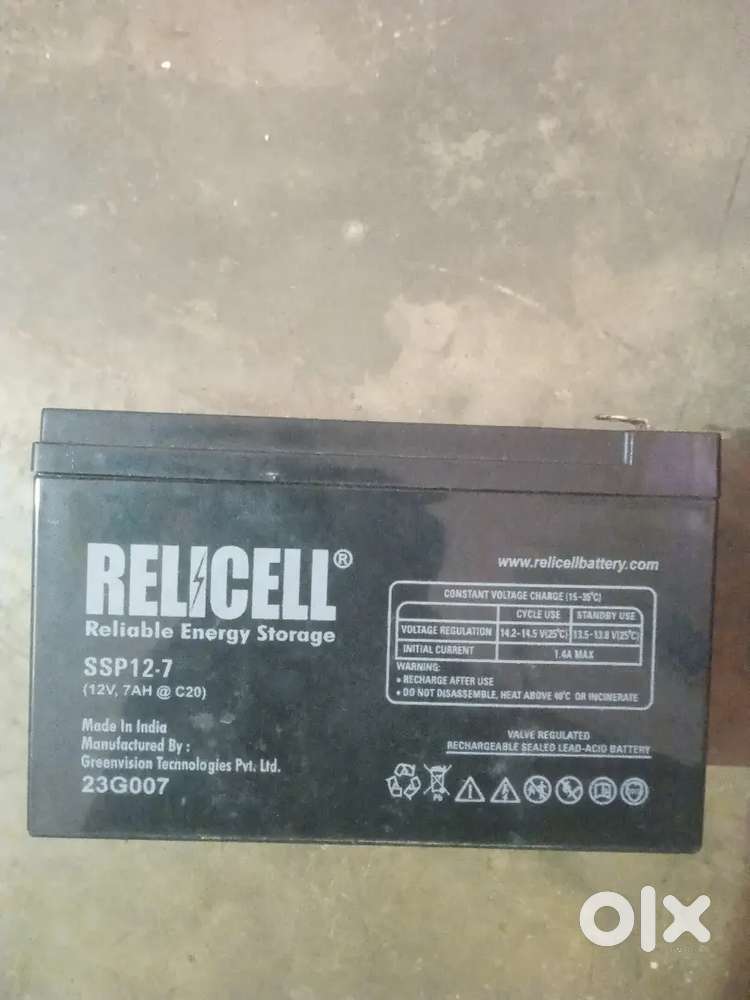 RELICELL®
Reliable Energy Storage
SSP12-7
(12V, 7AH @ C20)
Made In India
Manufactured By :
Greenvision Technologies Pvt. Ltd.
23G007
www.relicellbattery.com
CONSTANT VOLTAGE CHARGE (15-35°C)
CYCLE USE STANDBY USE
VOLTAGE REGULATION 14.2-14.5 V(25°C) 13.5-13.8 V(25°C)
INITIAL CURRENT 1.4A MAX
WARNING:
• RECHARGE AFTER USE
• DO NOT DISASSEMBLE, HEAT ABOVE 40°C OR INCINERATE
VALVE REGULATED
RECHARGEABLE SEALED LEAD-ACID BATTERY
Pb
olx